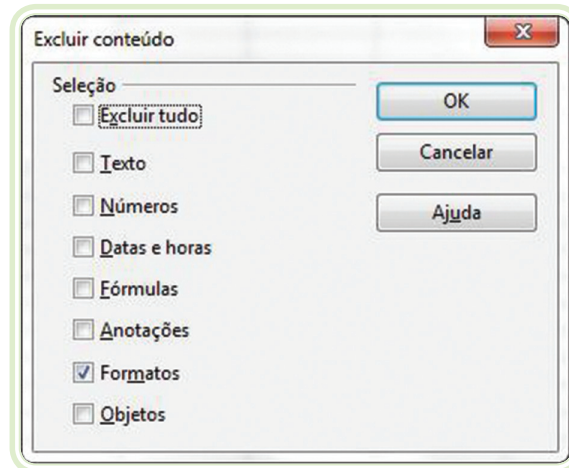 Excluir conteúdo
Seleção
Excluir tudo
Texto
Números
Datas e horas
Fórmulas
Anotações
Formatos
Objetos
OK
Cancelar
Ajuda